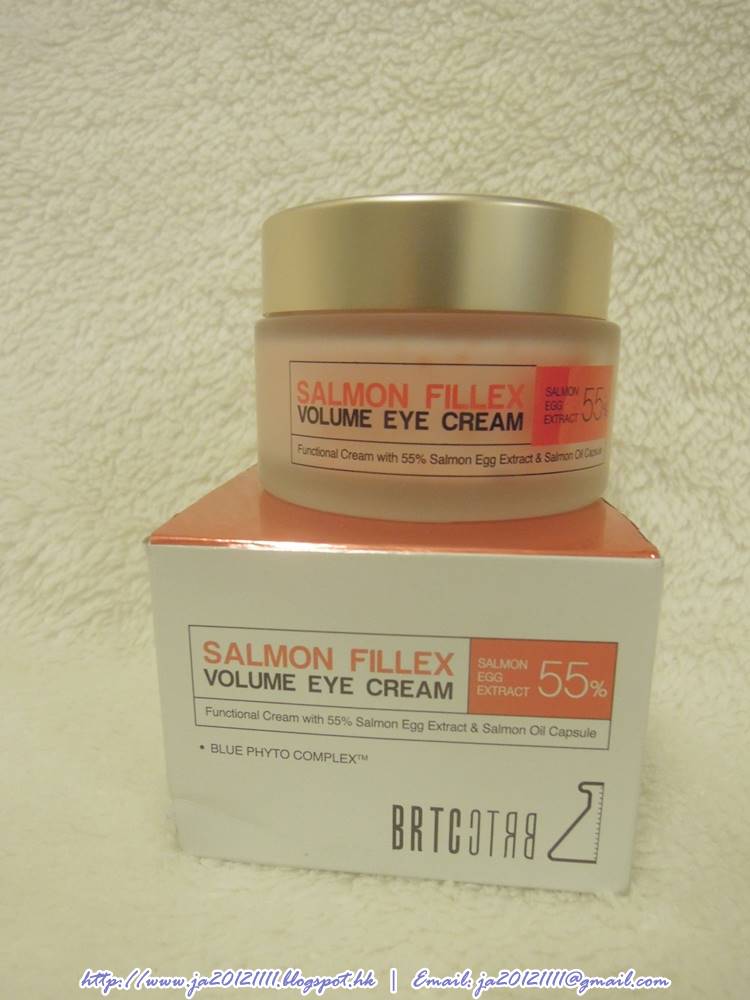 SALMON FILLEX
VOLUME EYE CREAM
SALMON
EGG
EXTRACT
55%
Functional Cream with 55% Salmon Egg Extract & Salmon Oil Capsule
SALMON FILLEX
VOLUME EYE CREAM
SALMON
EGG
EXTRACT
55%
Functional Cream with 55% Salmon Egg Extract & Salmon Oil Capsule
• BLUE PHYTO COMPLEX™
BRTC
http://www.ja20121111.blogspot.hk | Email: ja20121111@gmail.com